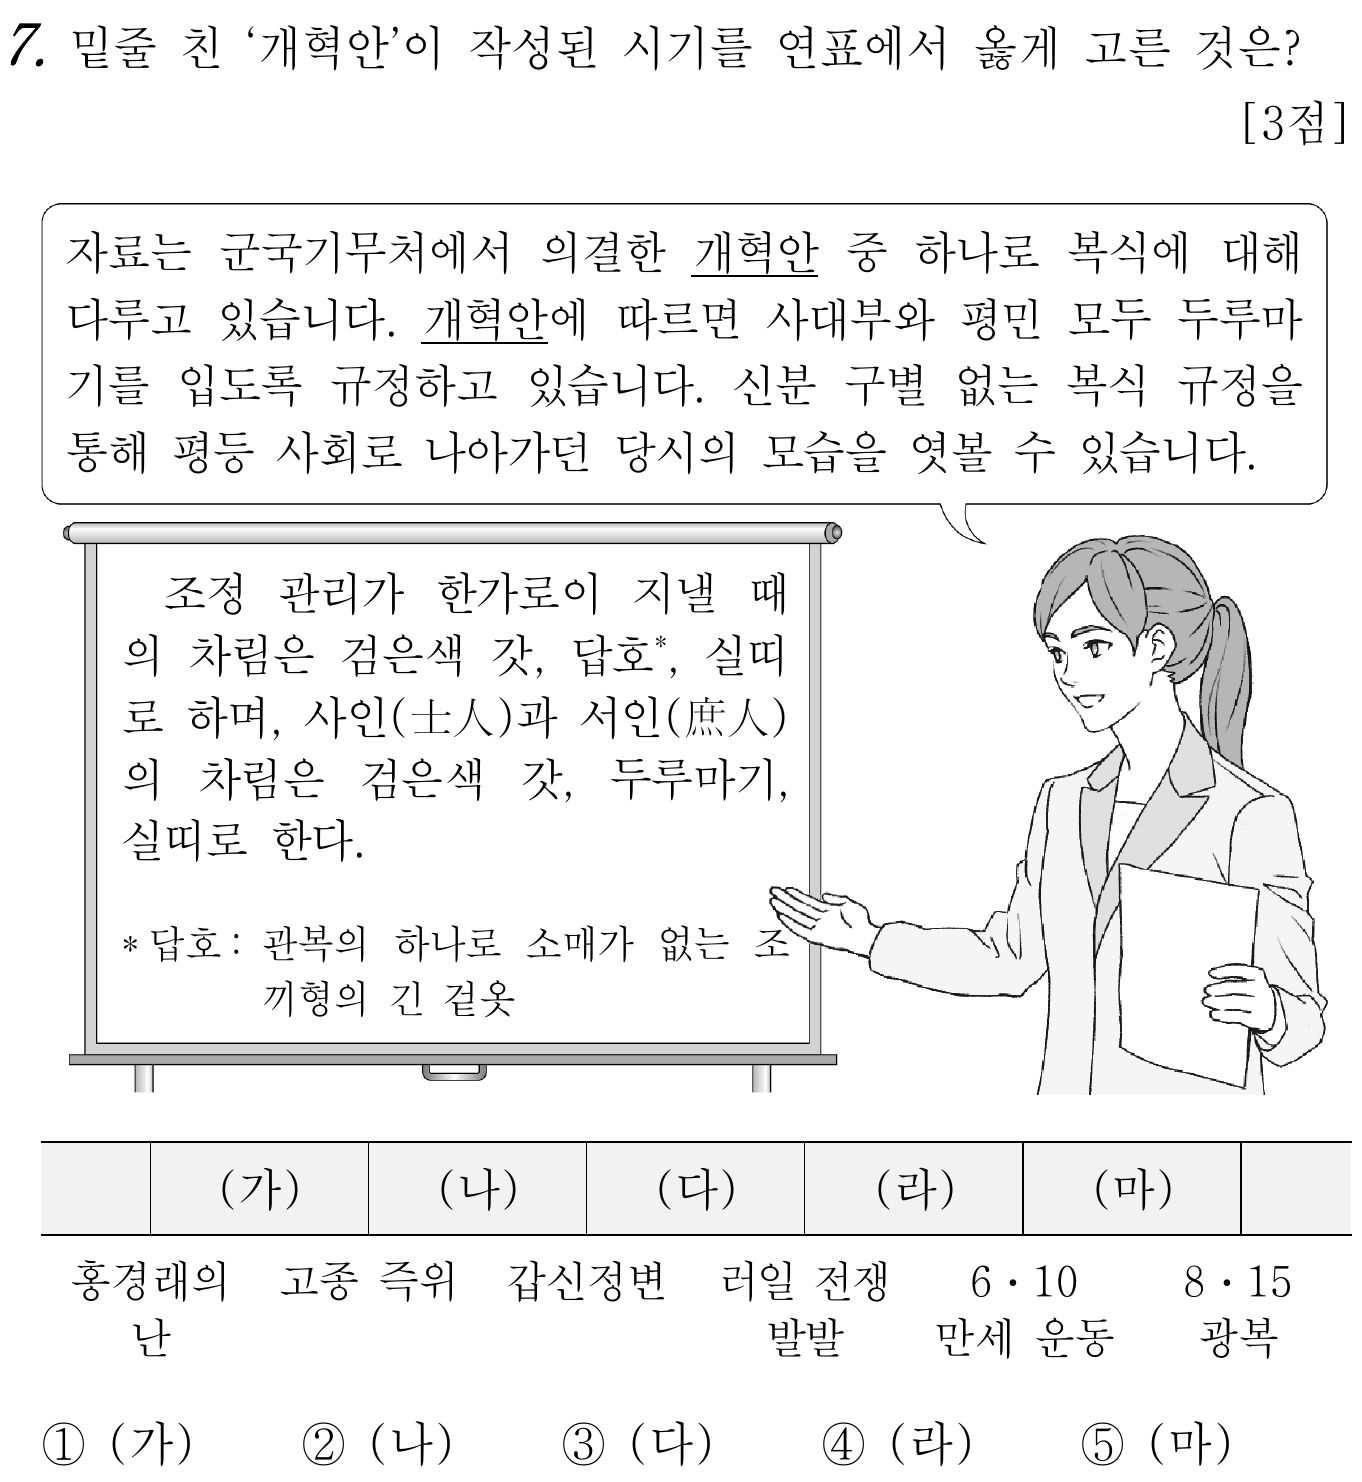 7. 밑줄 친 ‘개혁안’이 작성된 시기를 연표에서 옳게 고른 것은?
[3점]
자료는 군국기무처에서 의결한 개혁안 중 하나로 복식에 대해
다루고 있습니다. 개혁안에 따르면 사대부와 평민 모두 두루마
기를 입도록 규정하고 있습니다. 신분 구별 없는 복식 규정을
통해 평등 사회로 나아가던 당시의 모습을 엿볼 수 있습니다.
조정 관리가 한가로이 지낼 때
의 차림은 검은색 갓, 답호*, 실띠
로 하며, 사인(士人)과 서인(庶人)
의 차림은 검은색 갓, 두루마기,
실띠로 한다.
* 답호 : 관복의 하나로 소매가 없는 조
끼형의 긴 겉옷
(가) (나) (다) (라) (마)
홍경래의 고종 즉위 갑신정변 러일 전쟁 6·10 8·15
난 발발 만세 운동 광복
① (가) ② (나) ③ (다) ④ (라) ⑤ (마)